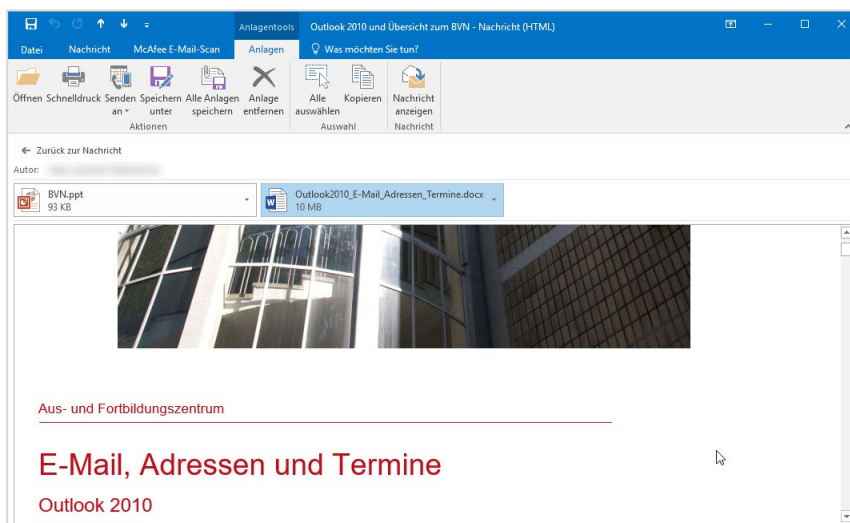 Anlagentools
Outlook 2010 und Übersicht zum BVN - Nachricht (HTML)
Datei Nachricht McAfee E-Mail-Scan Anlagen Was möchten Sie tun?
Öffnen Schnelldruck Senden Speichern Alle Anlagen Anlage Alle Kopieren Nachricht
an unter speichern entfernen auswählen anzeigen
Aktionen Auswahl Nachricht
Zurück zur Nachricht
Autor:
BVN.ppt Outlook2010_E-Mail_Adressen_Termine.docx
93 KB 10 MB
Aus- und Fortbildungszentrum
E-Mail, Adressen und Termine
Outlook 2010